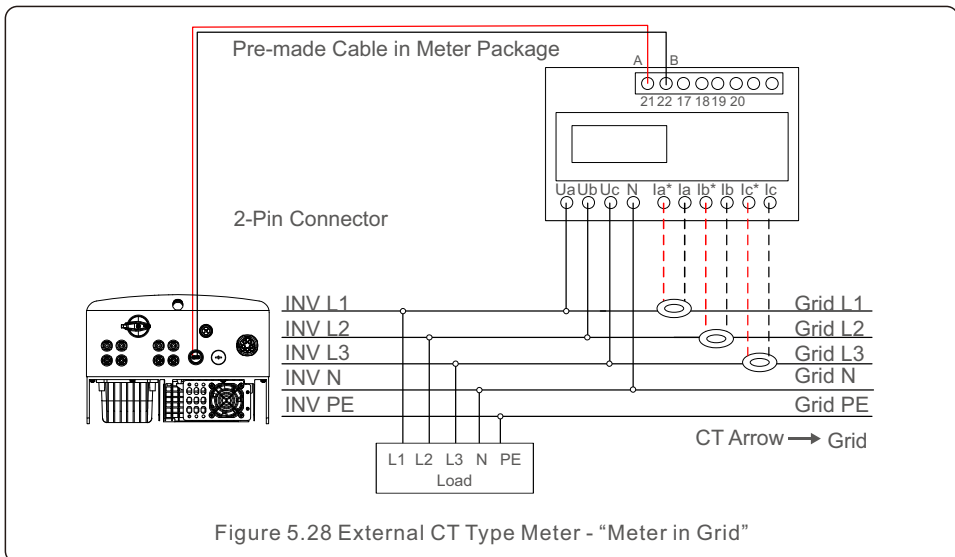 Pre-made Cable in Meter Package
A B
21 22 17 18 19 20
Ua Ub Uc N Ia* Ia Ib* Ib Ic* Ic
2-Pin Connector
INV L1 Grid L1
INV L2 Grid L2
INV L3 Grid L3
INV N Grid N
INV PE Grid PE
CT Arrow → Grid
L1 L2 L3 N PE
Load
Figure 5.28 External CT Type Meter - “Meter in Grid”